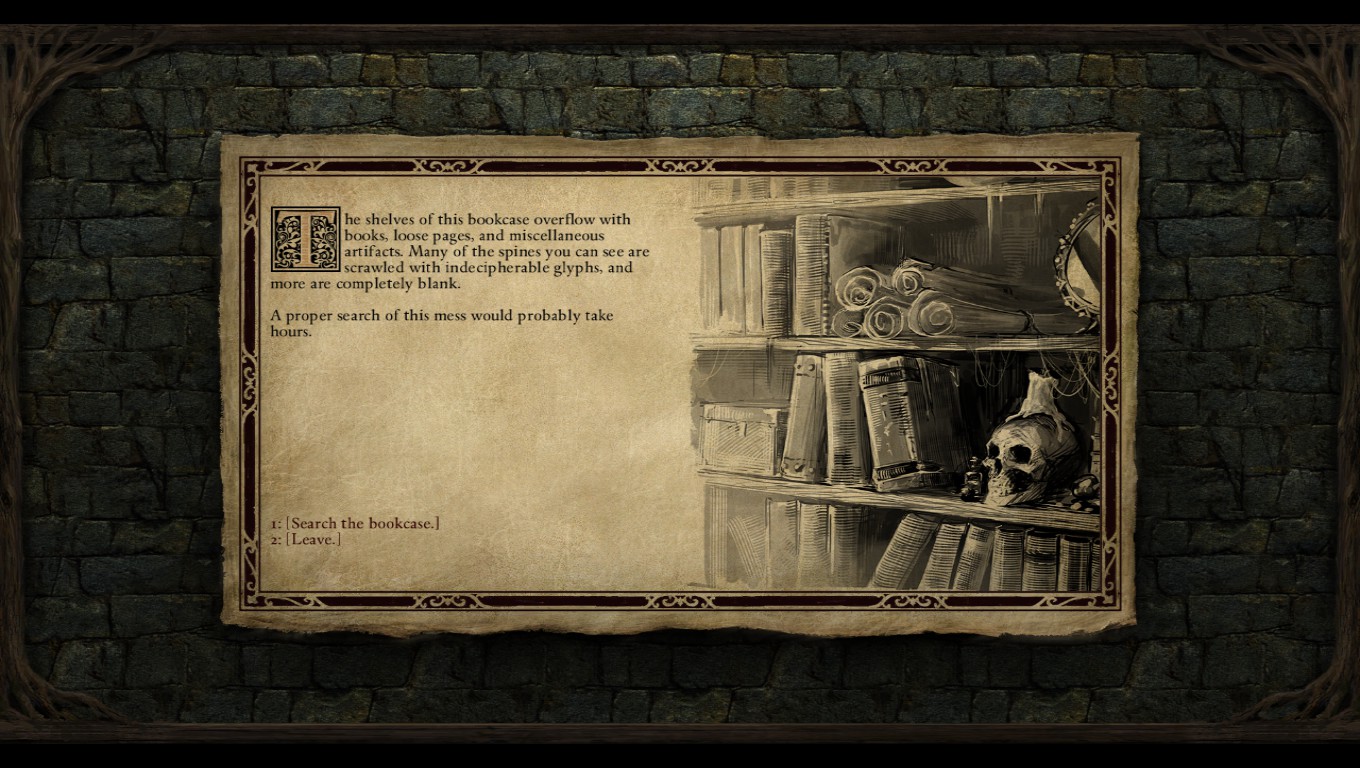 The shelves of this bookcase overflow with
books, loose pages, and miscellaneous
artifacts. Many of the spines you can see are
scrawled with indecipherable glyphs, and
more are completely blank.
A proper search of this mess would probably take
hours.
1: [Search the bookcase.]
2: [Leave.]